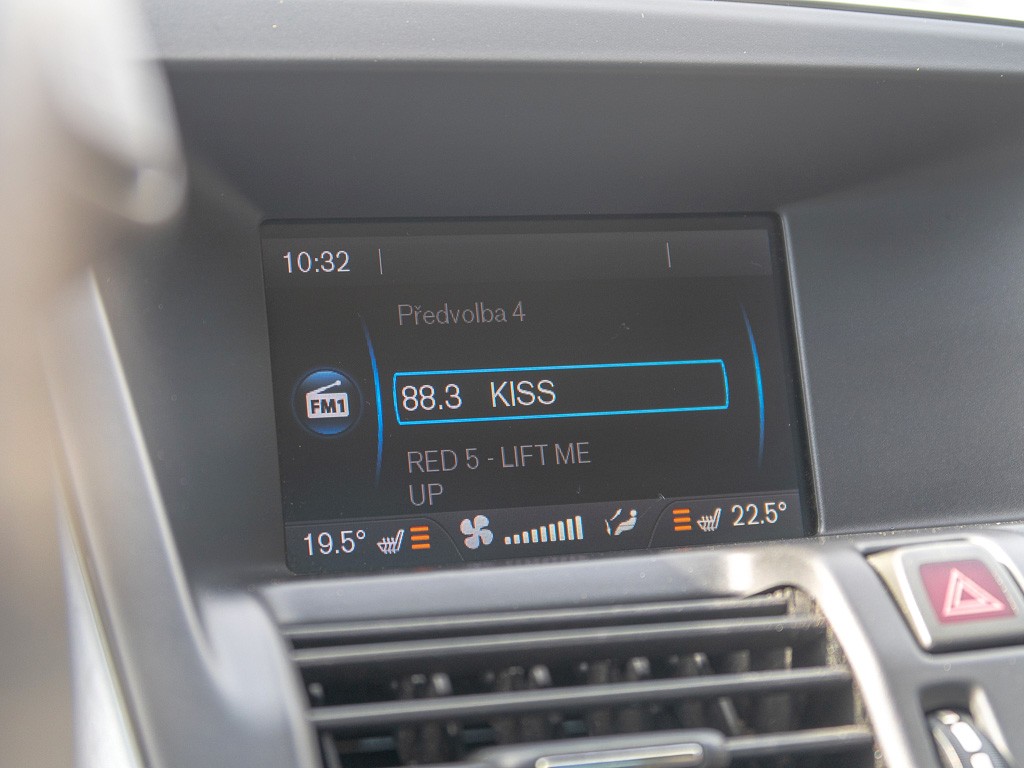 10:32
Předvolba 4
FM1
88.3 KISS
RED 5 - LIFT ME
UP
19.5°
22.5°